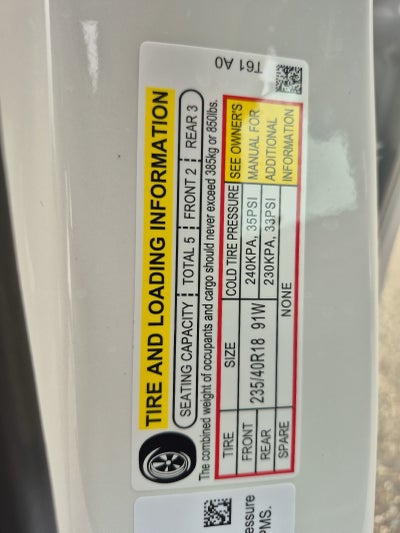 TIRE AND LOADING INFORMATION
SEATING CAPACITY TOTAL 5 FRONT 2 REAR 3
The combined weight of occupants and cargo should never exceed 385kg or 850lbs.
TIRE SIZE COLD TIRE PRESSURE SEE OWNER'S
FRONT 235/40R18 91W 240KPA, 35PSI MANUAL FOR
REAR 230KPA, 33PSI ADDITIONAL
SPARE NONE INFORMATION
T61 A0
essure
PMS.